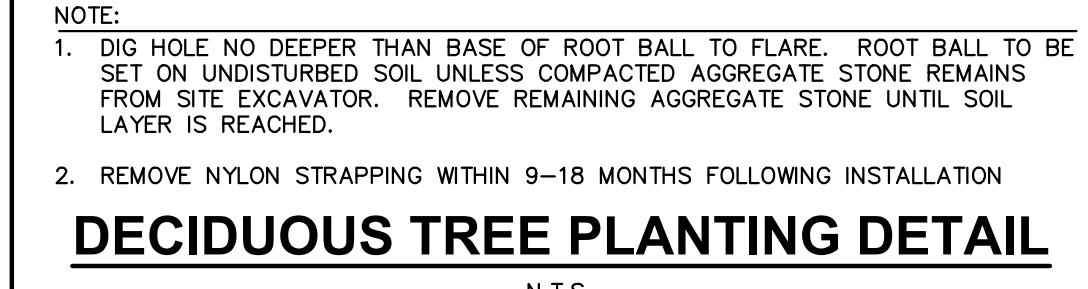 NOTE:
1. DIG HOLE NO DEEPER THAN BASE OF ROOT BALL TO FLARE. ROOT BALL TO BE
SET ON UNDISTURBED SOIL UNLESS COMPACTED AGGREGATE STONE REMAINS
FROM SITE EXCAVATOR. REMOVE REMAINING AGGREGATE STONE UNTIL SOIL
LAYER IS REACHED.
2. REMOVE NYLON STRAPPING WITHIN 9-18 MONTHS FOLLOWING INSTALLATION
DECIDUOUS TREE PLANTING DETAIL
N.T.S.